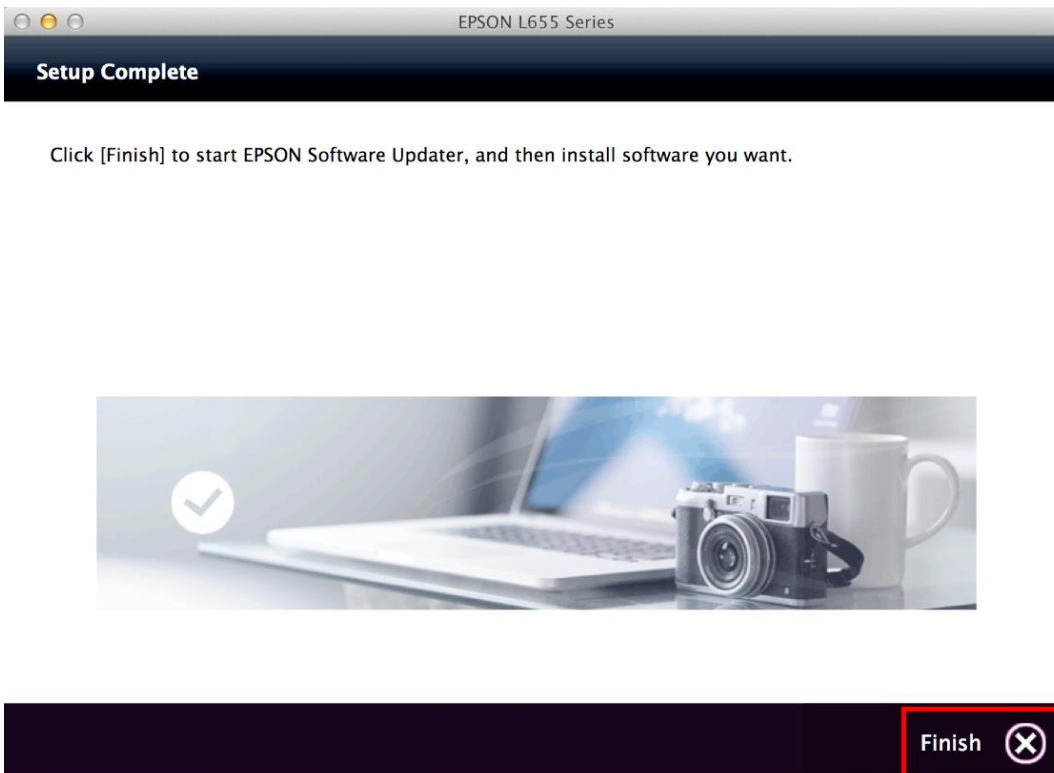 EPSON L655 Series
Setup Complete
Click [Finish] to start EPSON Software Updater, and then install software you want.
Finish